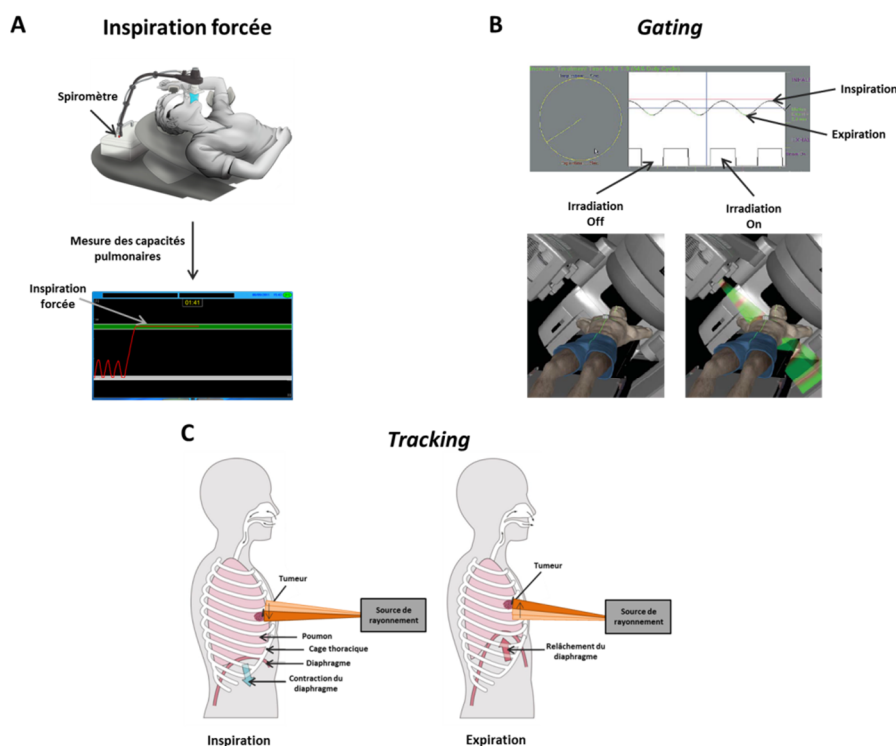 A
Inspiration forcée
Spiromètre
Mesure des capacités
pulmonaires
Inspiration
forcée
01:41
B
Gating
Inspiration
Expiration
Irradiation
Off
Irradiation
On
C
Tracking
Tumeur
Source de
rayonnement
Poumon
Cage thoracique
Diaphragme
Contraction du
diaphragme
Inspiration
Tumeur
Source de
rayonnement
Relâchement du
diaphragme
Expiration